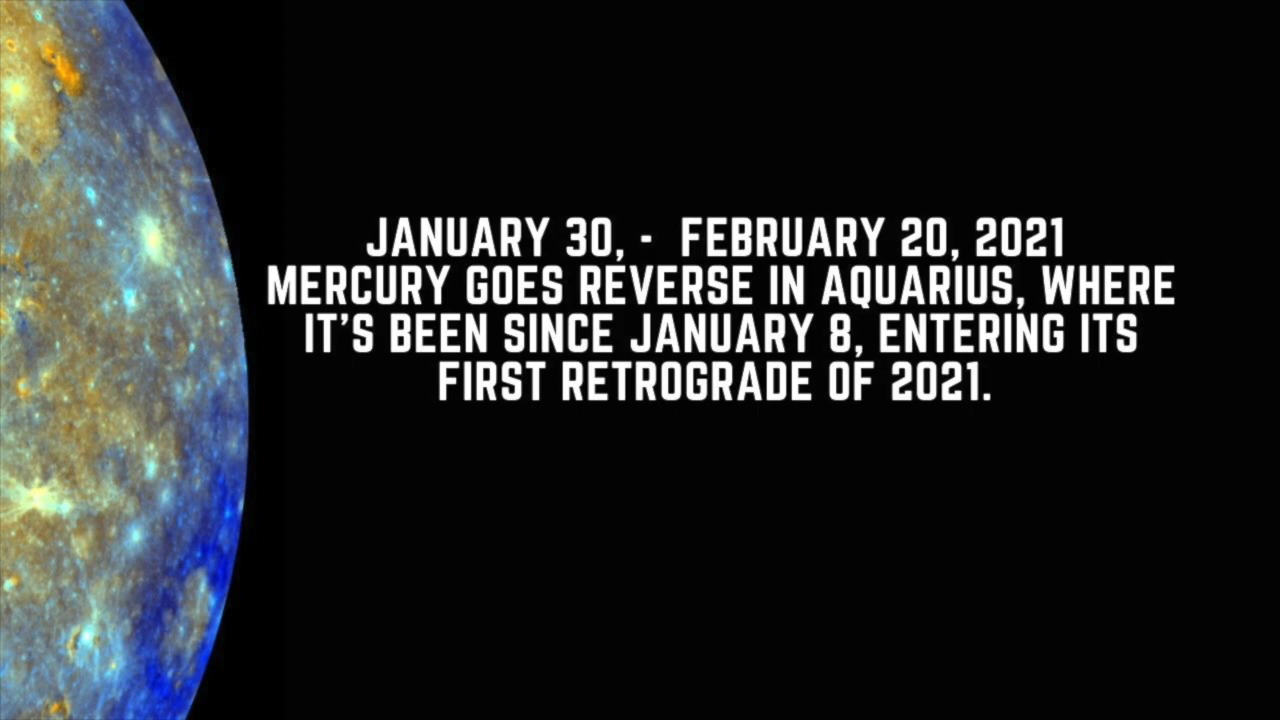 JANUARY 30, - FEBRUARY 20, 2021
MERCURY GOES REVERSE IN AQUARIUS, WHERE
IT'S BEEN SINCE JANUARY 8, ENTERING ITS
FIRST RETROGRADE OF 2021.